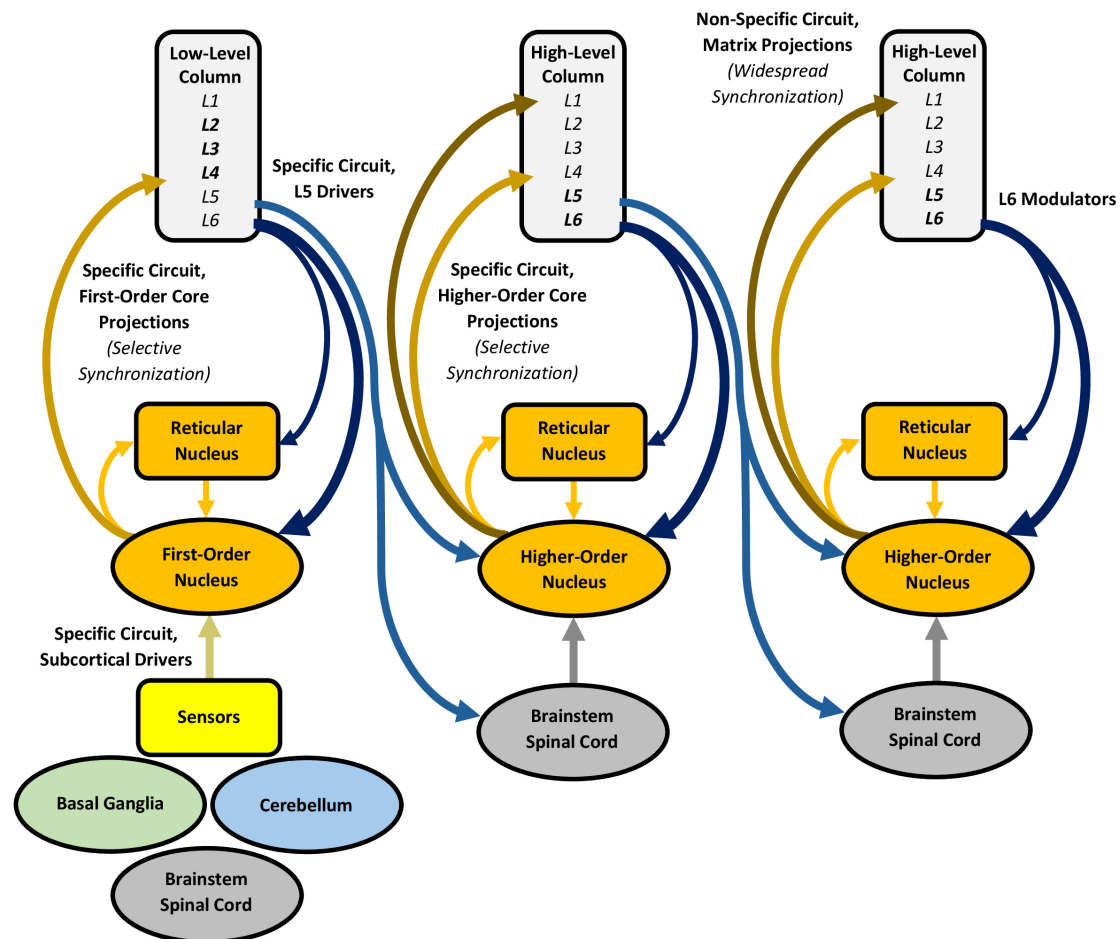 Low-Level
Column
L1
L2
L3
L4
L5
L6
Specific Circuit,
L5 Drivers
High-Level
Column
L1
L2
L3
L4
L5
L6
Non-Specific Circuit,
Matrix Projections
(Widespread
Synchronization)
High-Level
Column
L1
L2
L3
L4
L5
L6
L6 Modulators
Specific Circuit,
First-Order Core
Projections
(Selective
Synchronization)
Specific Circuit,
Higher-Order Core
Projections
(Selective
Synchronization)
Reticular
Nucleus
Reticular
Nucleus
Reticular
Nucleus
First-Order
Nucleus
Higher-Order
Nucleus
Higher-Order
Nucleus
Specific Circuit,
Subcortical Drivers
Sensors
Brainstem
Spinal Cord
Brainstem
Spinal Cord
Basal Ganglia
Cerebellum
Brainstem
Spinal Cord